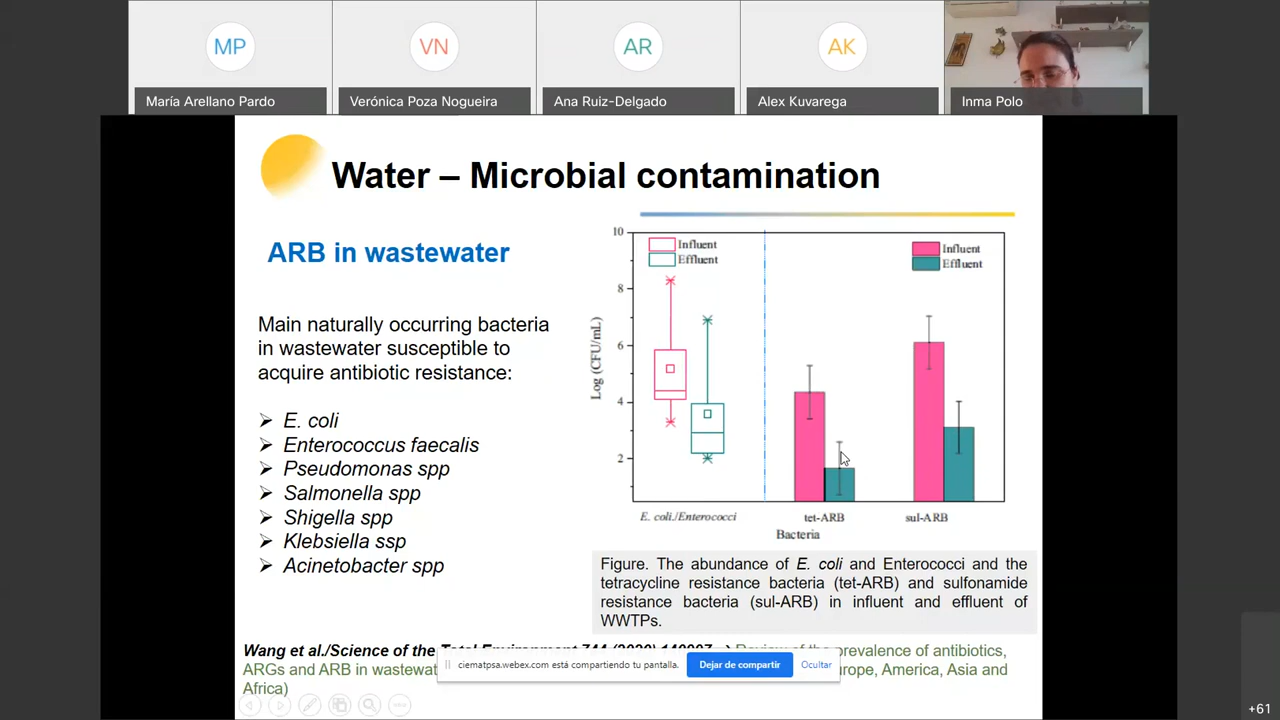 MP
VN
AR
AK
María Arellano Pardo
Verónica Poza Nogueira
Ana Ruiz-Delgado
Alex Kuvarega
Inma Polo
Water – Microbial contamination
ARB in wastewater
Main naturally occurring bacteria
in wastewater susceptible to
acquire antibiotic resistance:
➢ E. coli
➢ Enterococcus faecalis
➢ Pseudomonas spp
➢ Salmonella spp
➢ Shigella spp
➢ Klebsiella ssp
➢ Acinetobacter spp
Log (CFU/mL)
10
8
6
4
2
Influent
Effluent
Influent
Effluent
E. coli./Enterococci
tet-ARB
sul-ARB
Bacteria
Figure. The abundance of E. coli and Enterococci and the
tetracycline resistance bacteria (tet-ARB) and sulfonamide
resistance bacteria (sul-ARB) in influent and effluent of
WWTPs.
Wang et al./Science of the
prevalence of antibiotics,
ARGs and ARB in
urope, America, Asia and
Africa)
ciematpsa.webex.com está compartiendo tu pantalla.
Dejar de compartir
Ocultar
+61